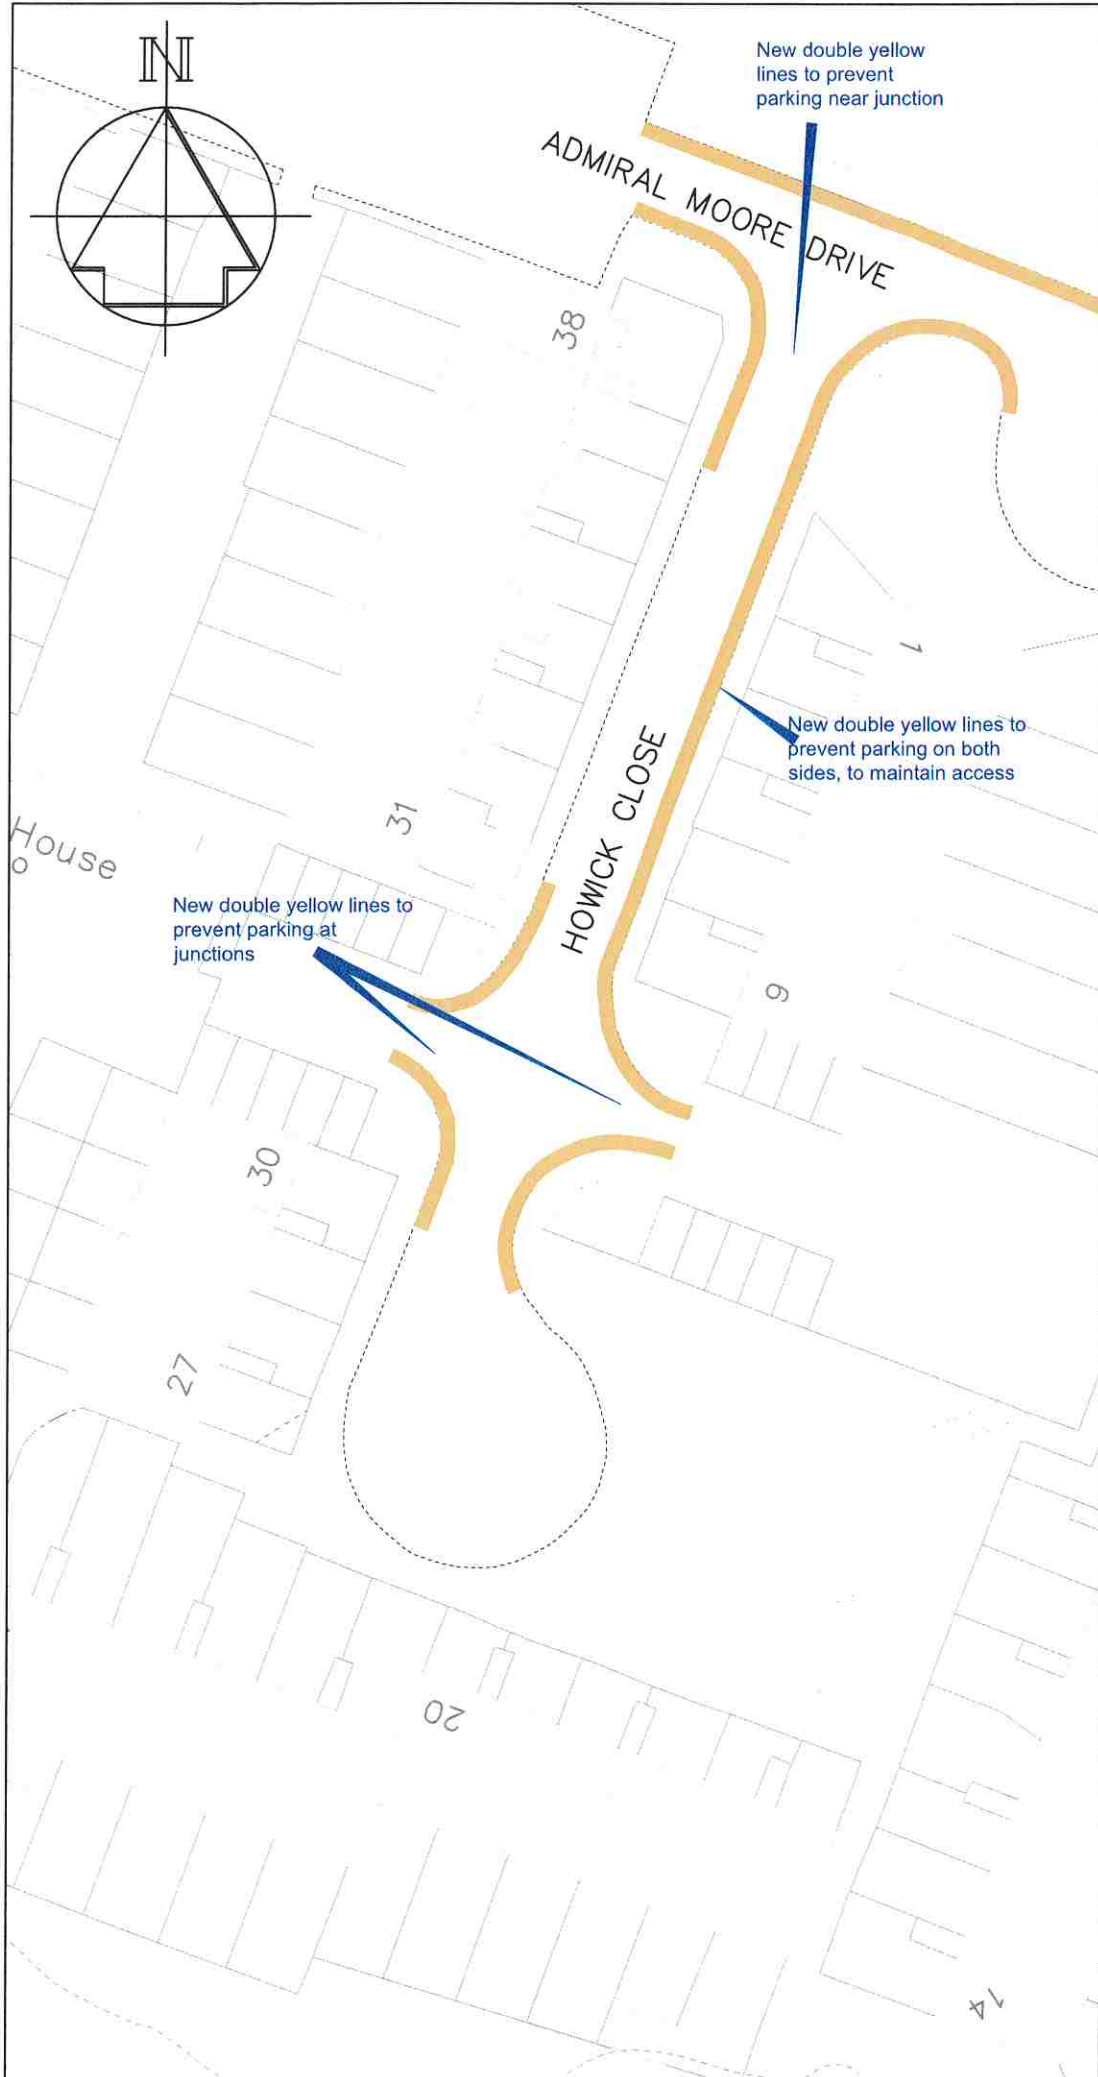 N
New double yellow
lines to prevent
parking near junction
ADMIRAL MOORE DRIVE
38
1
New double yellow lines to
prevent parking on both
sides, to maintain access
HOWICK CLOSE
31
House
New double yellow lines to
prevent parking at
junctions
9
30
27
20
14